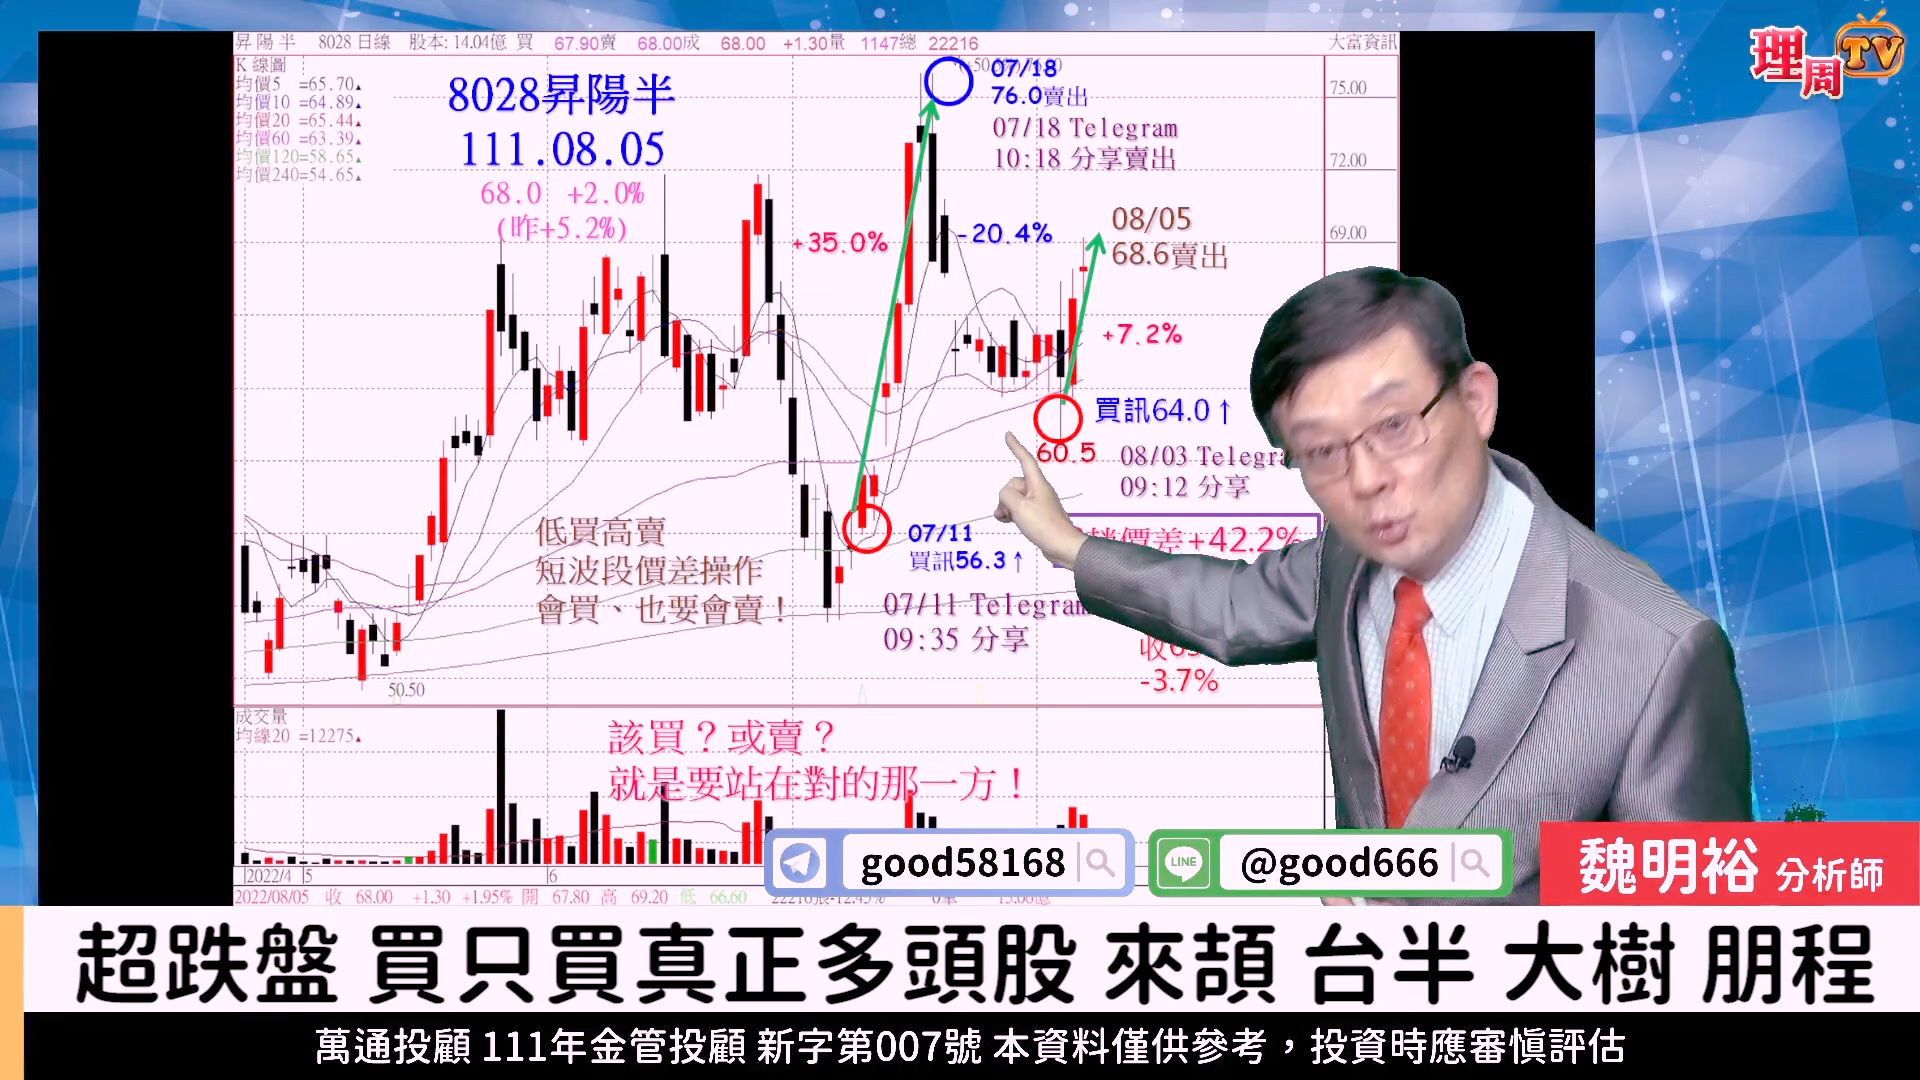 昇陽半 8028 日線 股本: 14.04億 買 67.90賣 68.00成 68.00 +1.30量 1147總 22216
大富資訊
理周TV
K 線圖
均價5 =65.70▲
均價10 =64.89▲
均價20 =65.44▲
均價60 =63.39▲
均價120=58.65▲
均價240=54.65▲
8028昇陽半
111.08.05
68.0 +2.0%
(昨+5.2%)
07/18
76.0賣出
07/18 Telegram
10:18 分享賣出
75.00
72.00
69.00
+35.0%
-20.4%
08/05
68.6賣出
+7.2%
買訊64.0↑
60.5
08/03 Telegra
09:12 分享
價差+42.2%
07/11
買訊56.3↑
07/11 Telegram
09:35 分享
低買高賣
短波段價差操作
會買、也要會賣！
-3.7%
50.50
成交量
均線20 =12275▲
該買？或賣？
就是要站在對的那一方！
2022/4 5 6
2022/08/05 收 68.00 +1.30 +1.95% 開 67.80 高 69.20 低 66.60
good58168
LINE @good666
魏明裕 分析師
超跌盤 買只買真正多頭股 來頡 台半 大樹 朋程
萬通投顧 111年金管投顧 新字第007號 本資料僅供參考，投資時應審慎評估